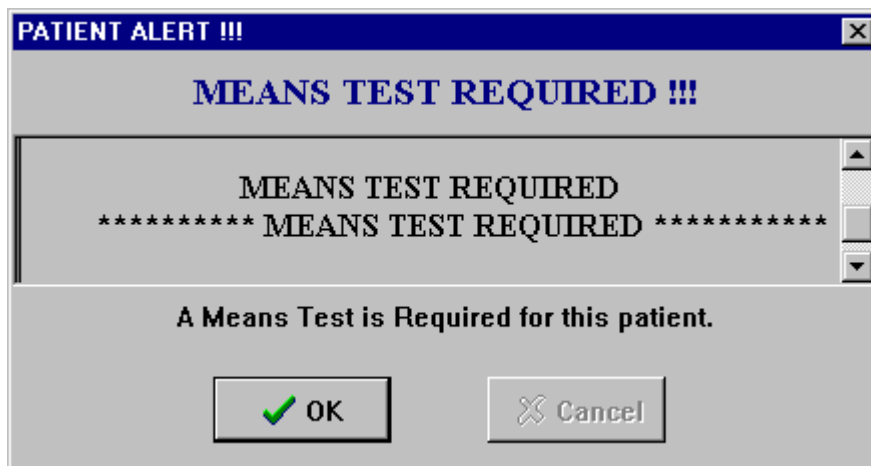 PATIENT ALERT !!!
MEANS TEST REQUIRED !!!
MEANS TEST REQUIRED
********** MEANS TEST REQUIRED ***********
A Means Test is Required for this patient.
OK
Cancel